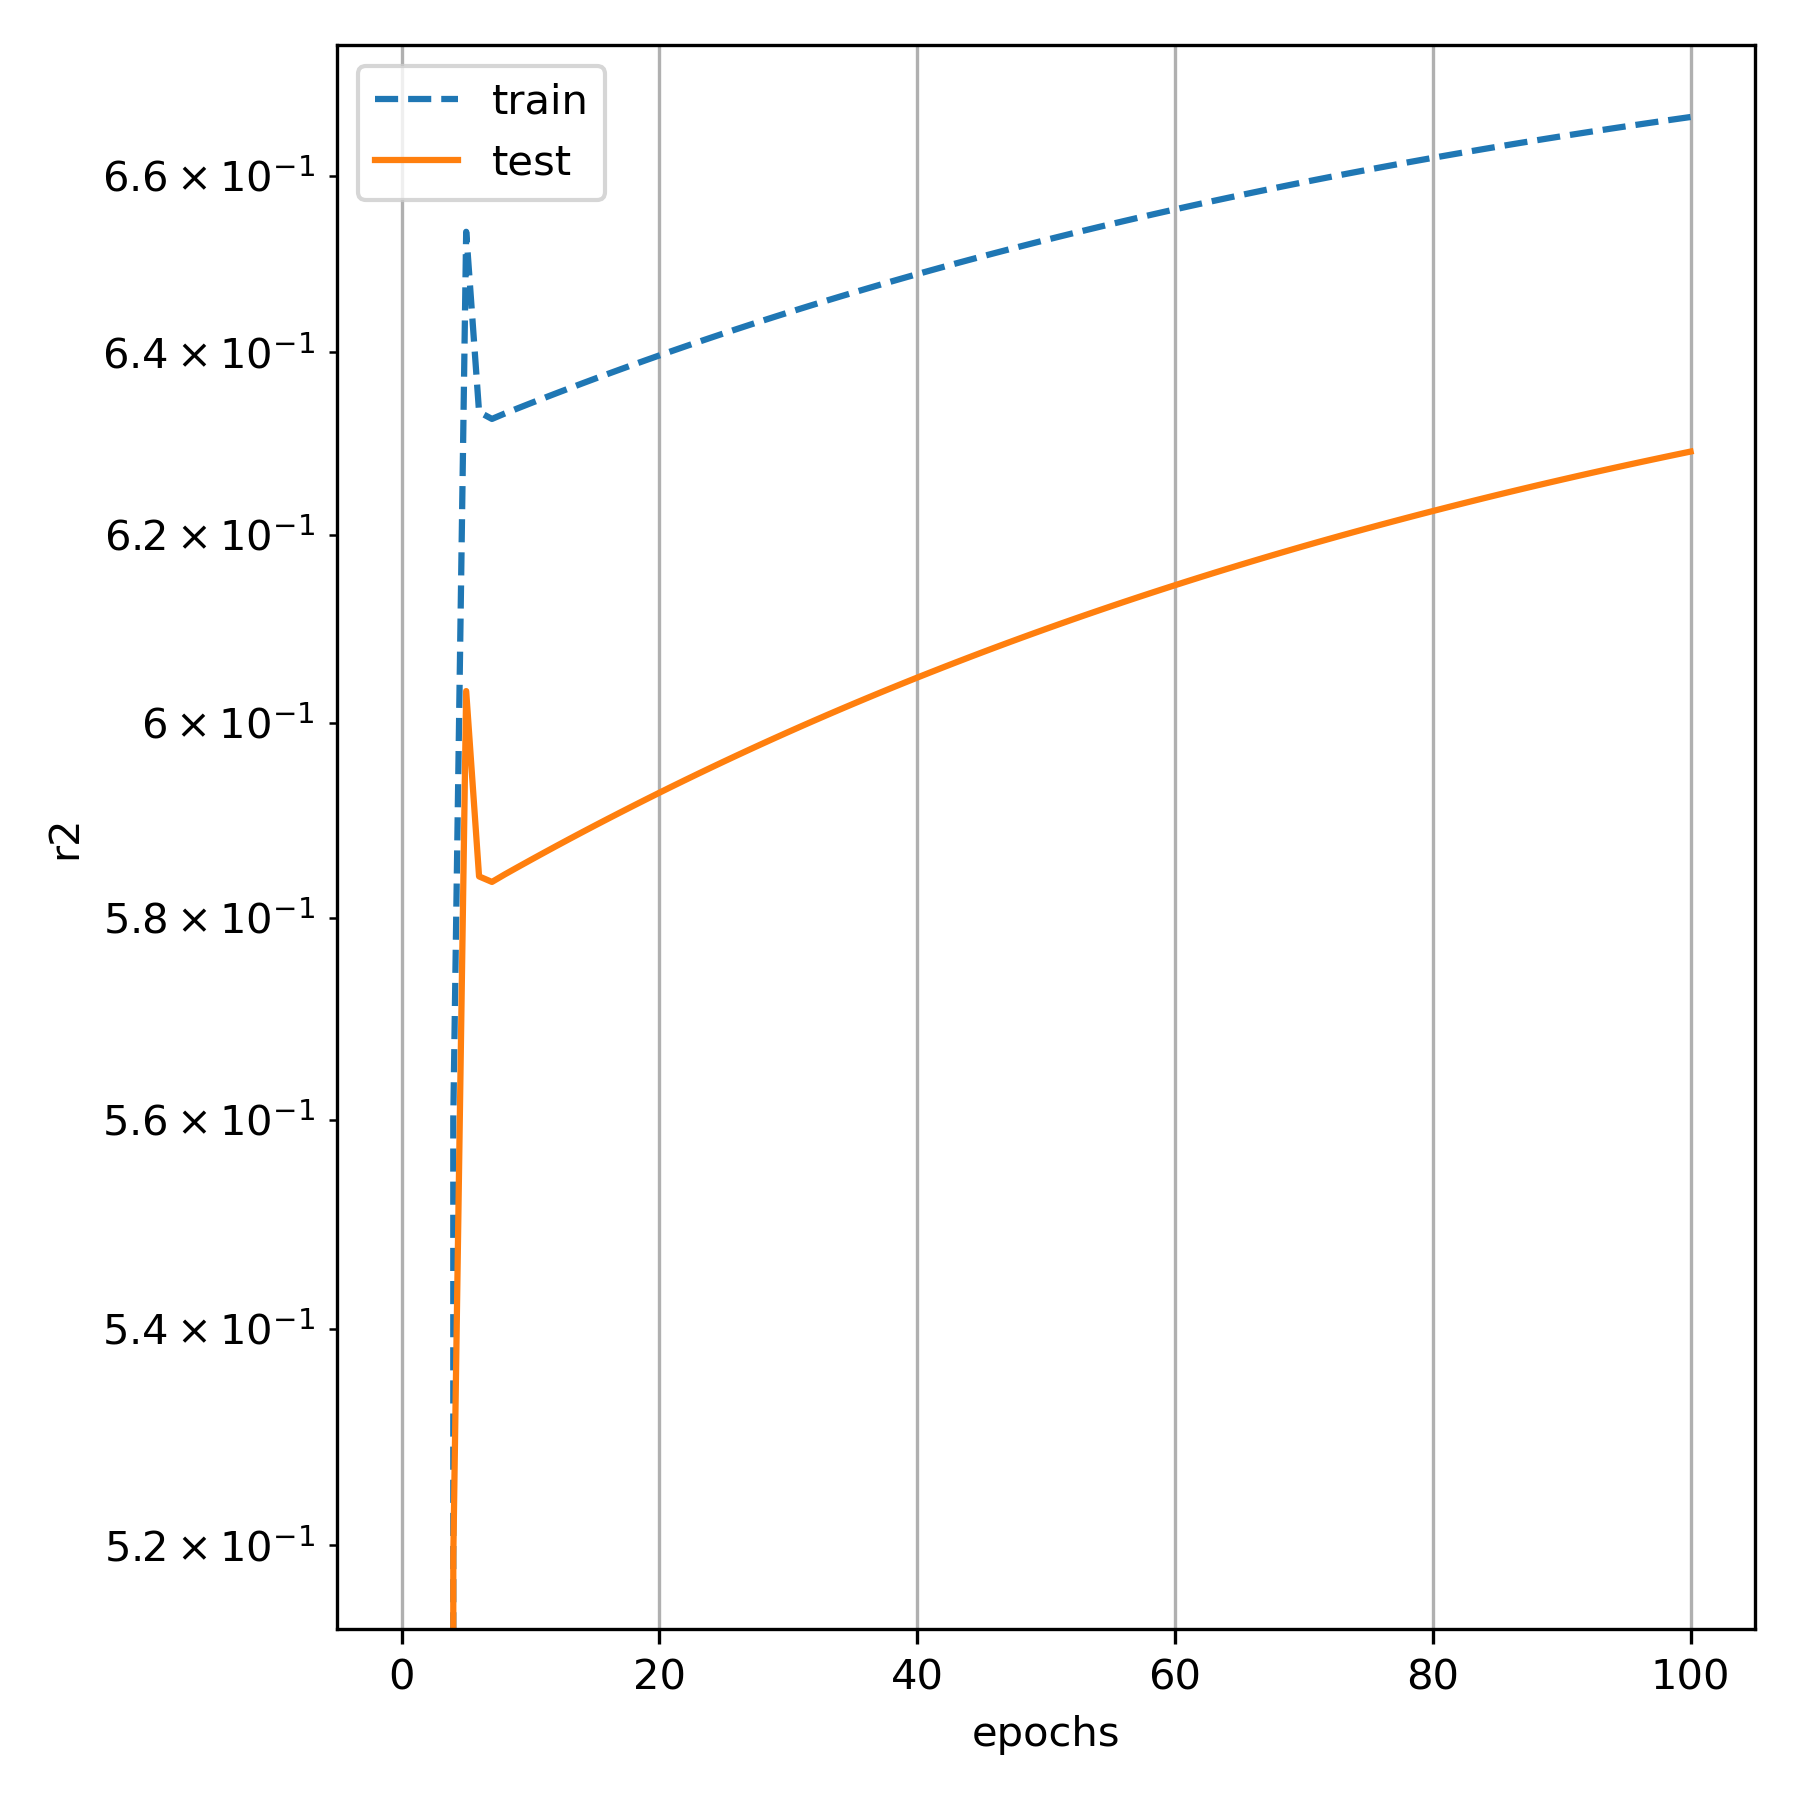 train
test
6.6 × 10⁻¹
6.4 × 10⁻¹
6.2 × 10⁻¹
6 × 10⁻¹
5.8 × 10⁻¹
5.6 × 10⁻¹
5.4 × 10⁻¹
5.2 × 10⁻¹
r2
0 20 40 60 80 100
epochs